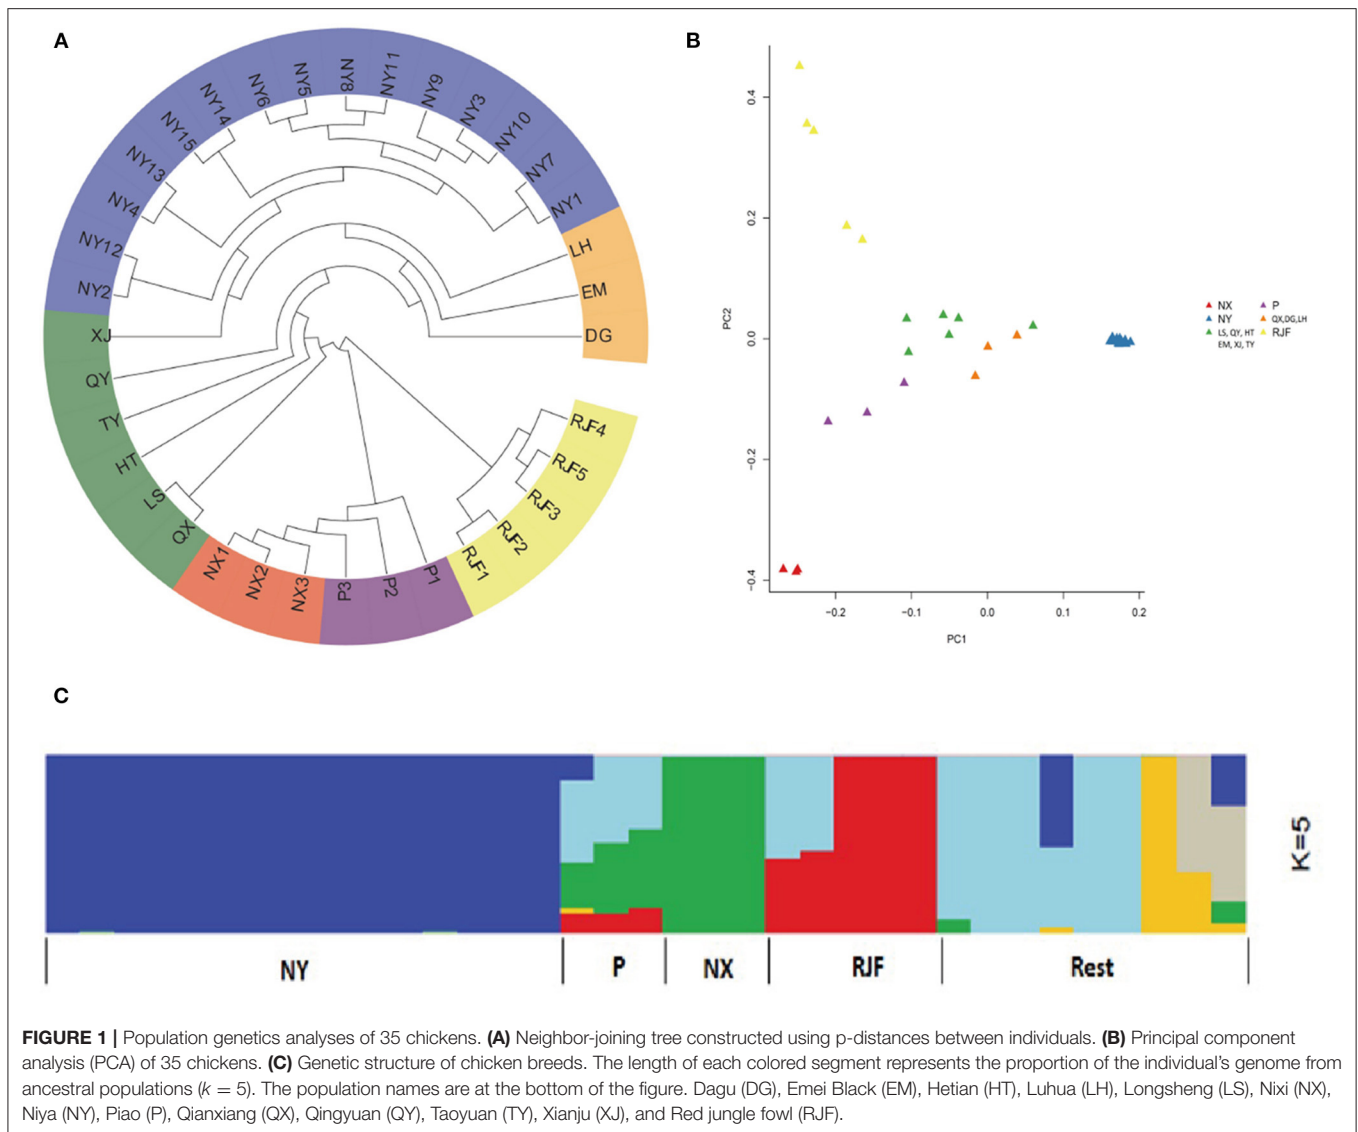 A
NY2
NY12
NY4
NY13
NY15
NY14
NY6
NY5
NY8
NY11
NY9
NY3
NY10
NY7
NY1
LH
EM
DG
XJ
QY
TY
HT
LS
QX
NX1
NX2
NX3
P3
P2
P1
RJF1
RJF2
RJF3
RJF5
RJF4
B
PC2
0.4
0.2
0.0
−0.2
−0.4
−0.2
−0.1
0.0
0.1
0.2
PC1
NX
P
NY
QX,DG,LH
LS, QY, HT
EM, XJ, TY
RJF
C
K=5
NY
P
NX
RJF
Rest
FIGURE 1 | Population genetics analyses of 35 chickens. (A) Neighbor-joining tree constructed using p-distances between individuals. (B) Principal component
analysis (PCA) of 35 chickens. (C) Genetic structure of chicken breeds. The length of each colored segment represents the proportion of the individual's genome from
ancestral populations (k = 5). The population names are at the bottom of the figure. Dagu (DG), Emei Black (EM), Hetian (HT), Luhua (LH), Longsheng (LS), Nixi (NX),
Niya (NY), Piao (P), Qianxiang (QX), Qingyuan (QY), Taoyuan (TY), Xianju (XJ), and Red jungle fowl (RJF).